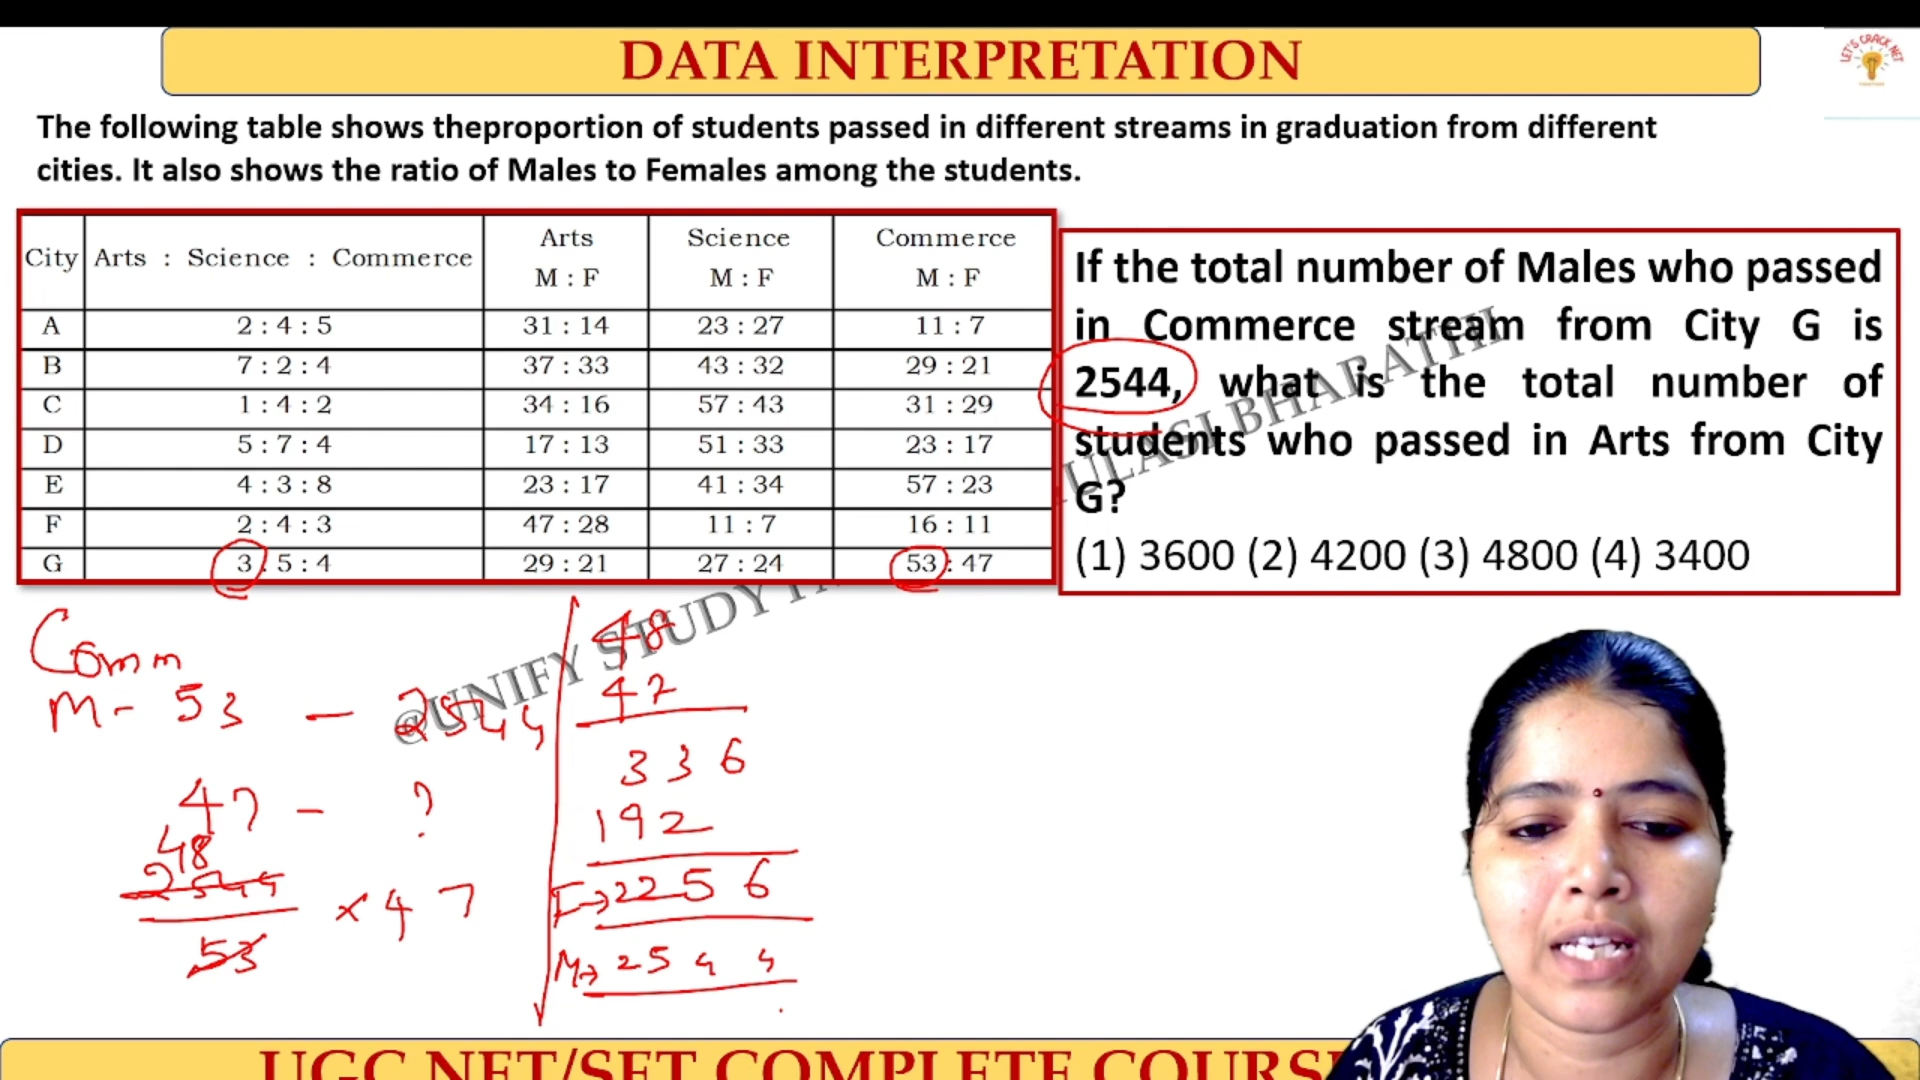 DATA INTERPRETATION
LET'S CRACK NET
The following table shows theproportion of students passed in different streams in graduation from different
cities. It also shows the ratio of Males to Females among the students.
City Arts : Science : Commerce Arts M : F Science M : F Commerce M : F
A 2 : 4 : 5 31 : 14 23 : 27 11 : 7
B 7 : 2 : 4 37 : 33 43 : 32 29 : 21
C 1 : 4 : 2 34 : 16 57 : 43 31 : 29
D 5 : 7 : 4 17 : 13 51 : 33 23 : 17
E 4 : 3 : 8 23 : 17 41 : 34 57 : 23
F 2 : 4 : 3 47 : 28 11 : 7 16 : 11
G 3 : 5 : 4 29 : 21 27 : 24 53 : 47
If the total number of Males who passed
in Commerce stream from City G is
2544, what is the total number of
students who passed in Arts from City
G?
(1) 3600 (2) 4200 (3) 4800 (4) 3400
@UNIFY STUDY
ULASI BHARATHI
Comm
M - 53 - 2544
47 - ?
48
2544
53
× 47
48
47
336
192
F→ 2256
M→ 2544
UGC NET/SET COMPLETE